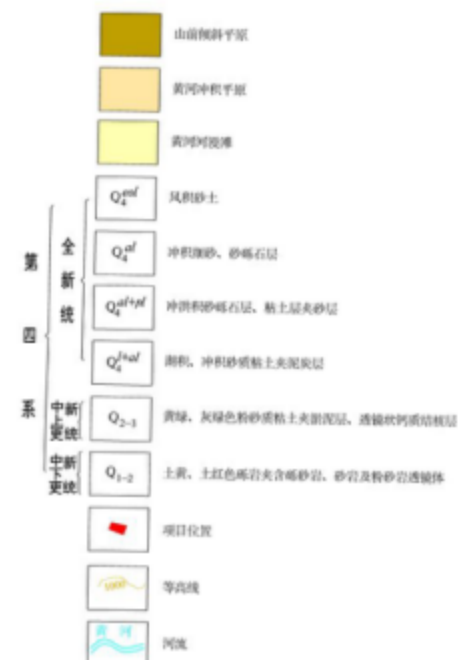 山前倾斜平原
黄河冲积平原
黄河河漫滩
第四系
全新统
Q₄ᵉᵒˡ 风积砂土
Q₄ᵃˡ 冲积细砂、砂砾石层
Q₄ᵃˡ⁺ᵖˡ 冲洪积砂砾石层、粘土层夹砂层
Q₄ˡ⁺ᵃˡ 湖积、冲积砂质粘土夹泥炭层
中上更新统 Q₂₋₃ 黄绿、灰绿色粉砂质粘土夹淤泥层、透镜状钙质结核层
中下更新统 Q₁₋₂ 土黄、土红色砾岩夹含砾砂岩、砂岩及粉砂岩透镜体
项目位置
1000 等高线
黄河 河流